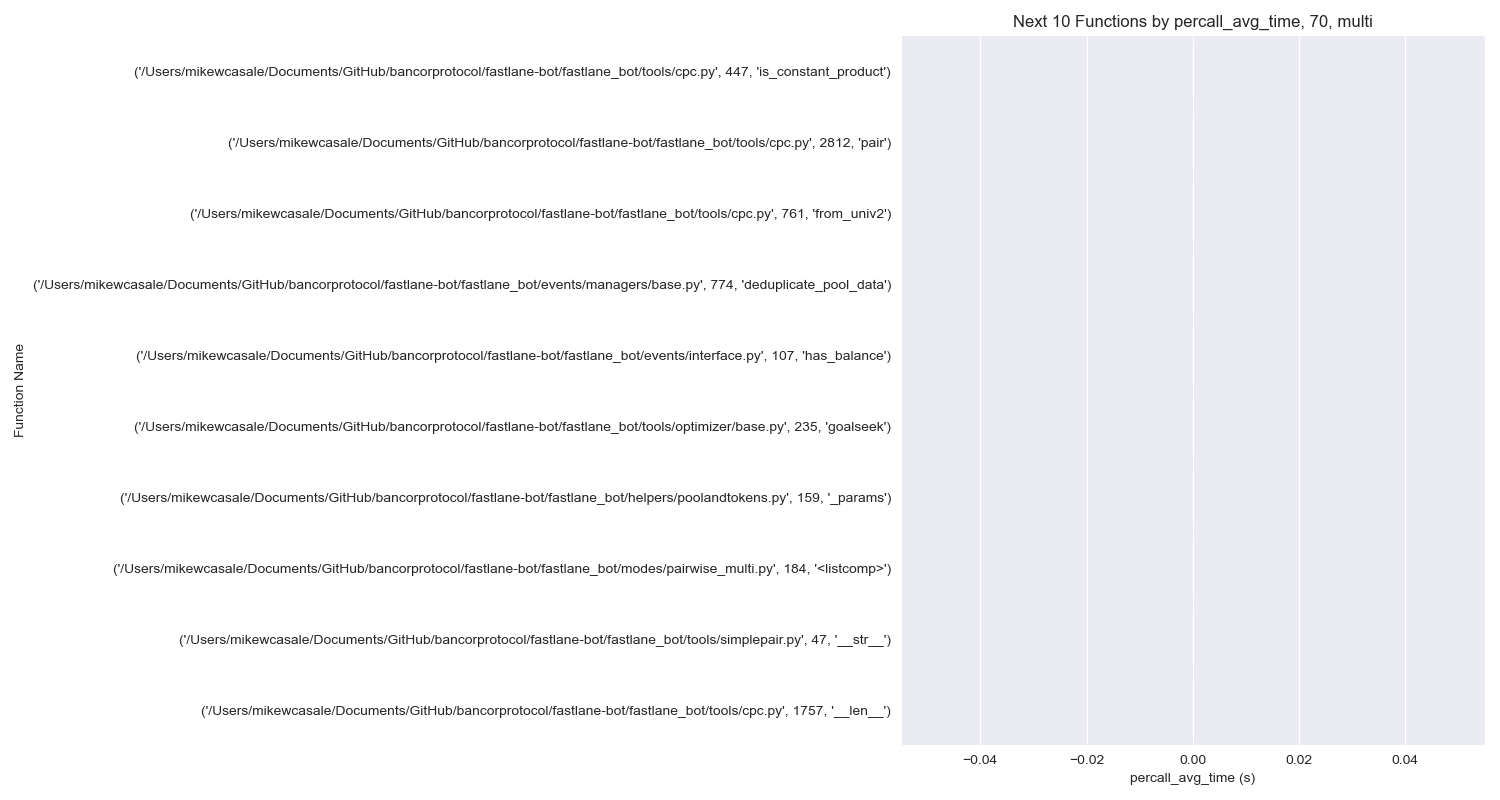 Next 10 Functions by percall_avg_time, 70, multi
('/Users/mikewcasale/Documents/GitHub/bancorprotocol/fastlane-bot/fastlane_bot/tools/cpc.py', 447, 'is_constant_product')
('/Users/mikewcasale/Documents/GitHub/bancorprotocol/fastlane-bot/fastlane_bot/tools/cpc.py', 2812, 'pair')
('/Users/mikewcasale/Documents/GitHub/bancorprotocol/fastlane-bot/fastlane_bot/tools/cpc.py', 761, 'from_univ2')
('/Users/mikewcasale/Documents/GitHub/bancorprotocol/fastlane-bot/fastlane_bot/events/managers/base.py', 774, 'deduplicate_pool_data')
('/Users/mikewcasale/Documents/GitHub/bancorprotocol/fastlane-bot/fastlane_bot/events/interface.py', 107, 'has_balance')
('/Users/mikewcasale/Documents/GitHub/bancorprotocol/fastlane-bot/fastlane_bot/tools/optimizer/base.py', 235, 'goalseek')
('/Users/mikewcasale/Documents/GitHub/bancorprotocol/fastlane-bot/fastlane_bot/helpers/poolandtokens.py', 159, '_params')
('/Users/mikewcasale/Documents/GitHub/bancorprotocol/fastlane-bot/fastlane_bot/modes/pairwise_multi.py', 184, '<listcomp>')
('/Users/mikewcasale/Documents/GitHub/bancorprotocol/fastlane-bot/fastlane_bot/tools/simplepair.py', 47, '__str__')
('/Users/mikewcasale/Documents/GitHub/bancorprotocol/fastlane-bot/fastlane_bot/tools/cpc.py', 1757, '__len__')
Function Name
−0.04 −0.02 0.00 0.02 0.04
percall_avg_time (s)